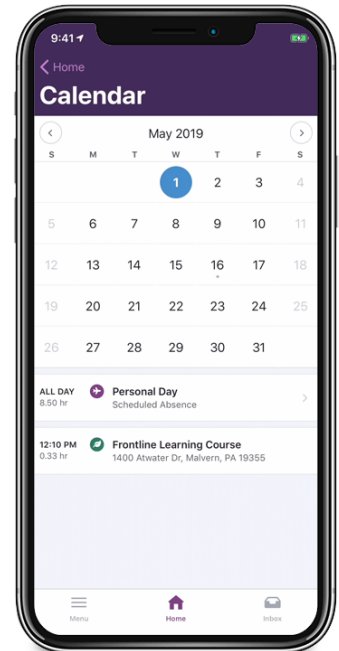 9:41
Home
Calendar
May 2019
S M T W T F S
1 2 3 4
5 6 7 8 9 10 11
12 13 14 15 16 17 18
19 20 21 22 23 24 25
26 27 28 29 30 31
ALL DAY Personal Day
8.50 hr Scheduled Absence
12:10 PM Frontline Learning Course
0.33 hr 1400 Atwater Dr, Malvern, PA 19355
Menu Home Inbox